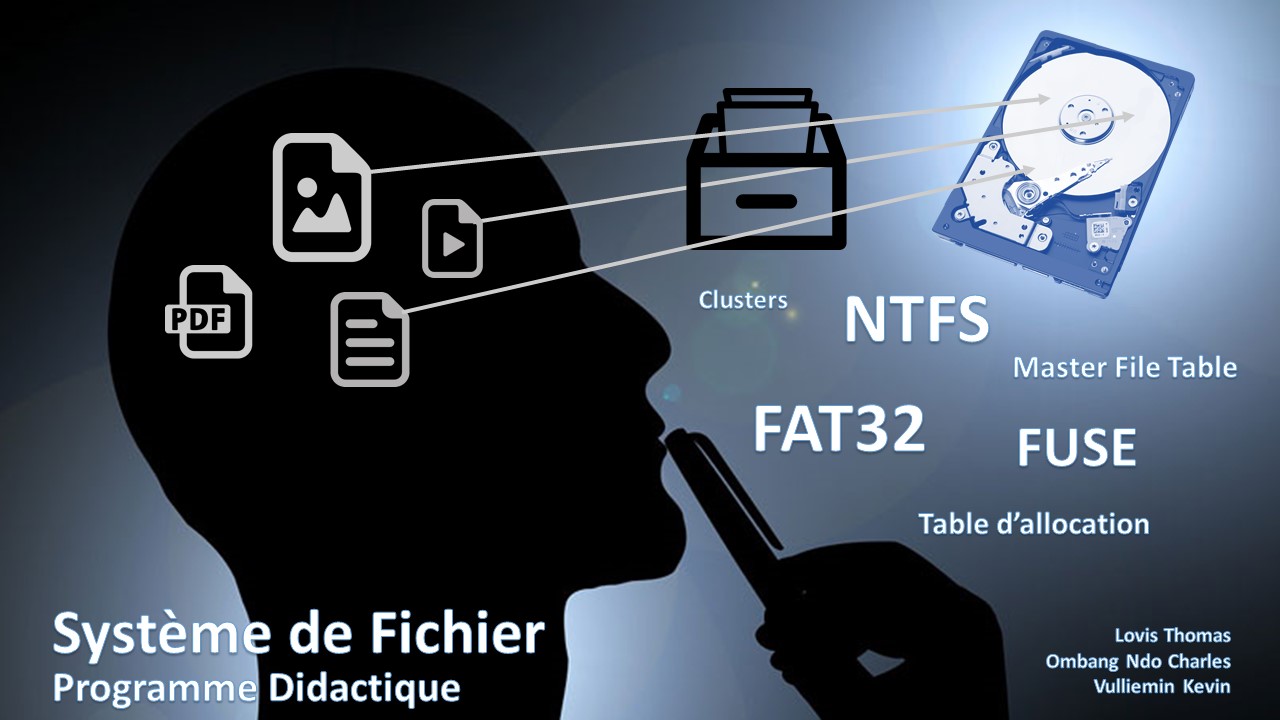 PDF
Clusters
NTFS
Master File Table
FAT32
FUSE
Table d’allocation
Système de Fichier
Programme Didactique
Lovis Thomas
Ombang Ndo Charles
Vulliemin Kevin